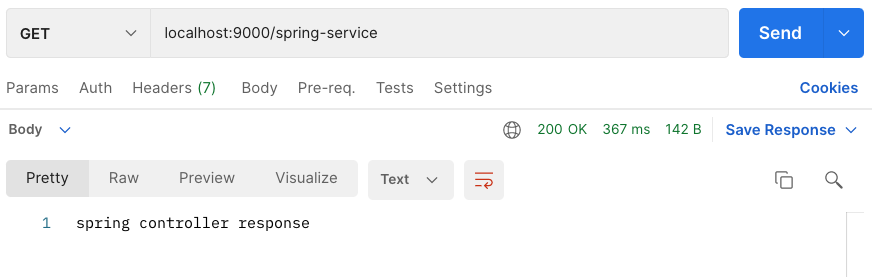 GET localhost:9000/spring-service Send
Params Auth Headers (7) Body Pre-req. Tests Settings Cookies
Body 200 OK 367 ms 142 B Save Response
Pretty Raw Preview Visualize Text
1 spring controller response